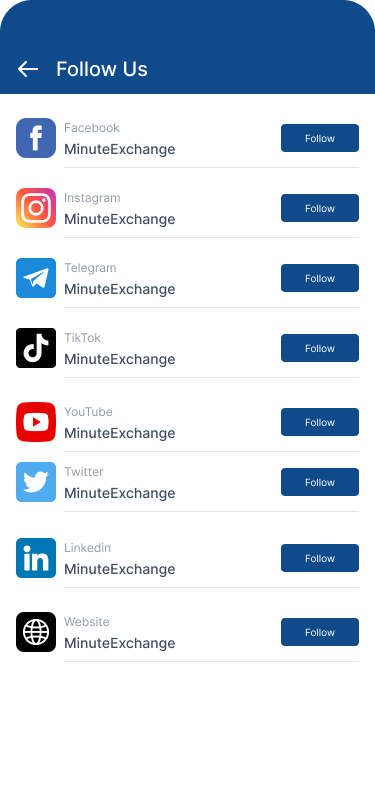 Follow Us
Facebook
MinuteExchange
Follow
Instagram
MinuteExchange
Follow
Telegram
MinuteExchange
Follow
TikTok
MinuteExchange
Follow
YouTube
MinuteExchange
Follow
Twitter
MinuteExchange
Follow
Linkedin
MinuteExchange
Follow
Website
MinuteExchange
Follow